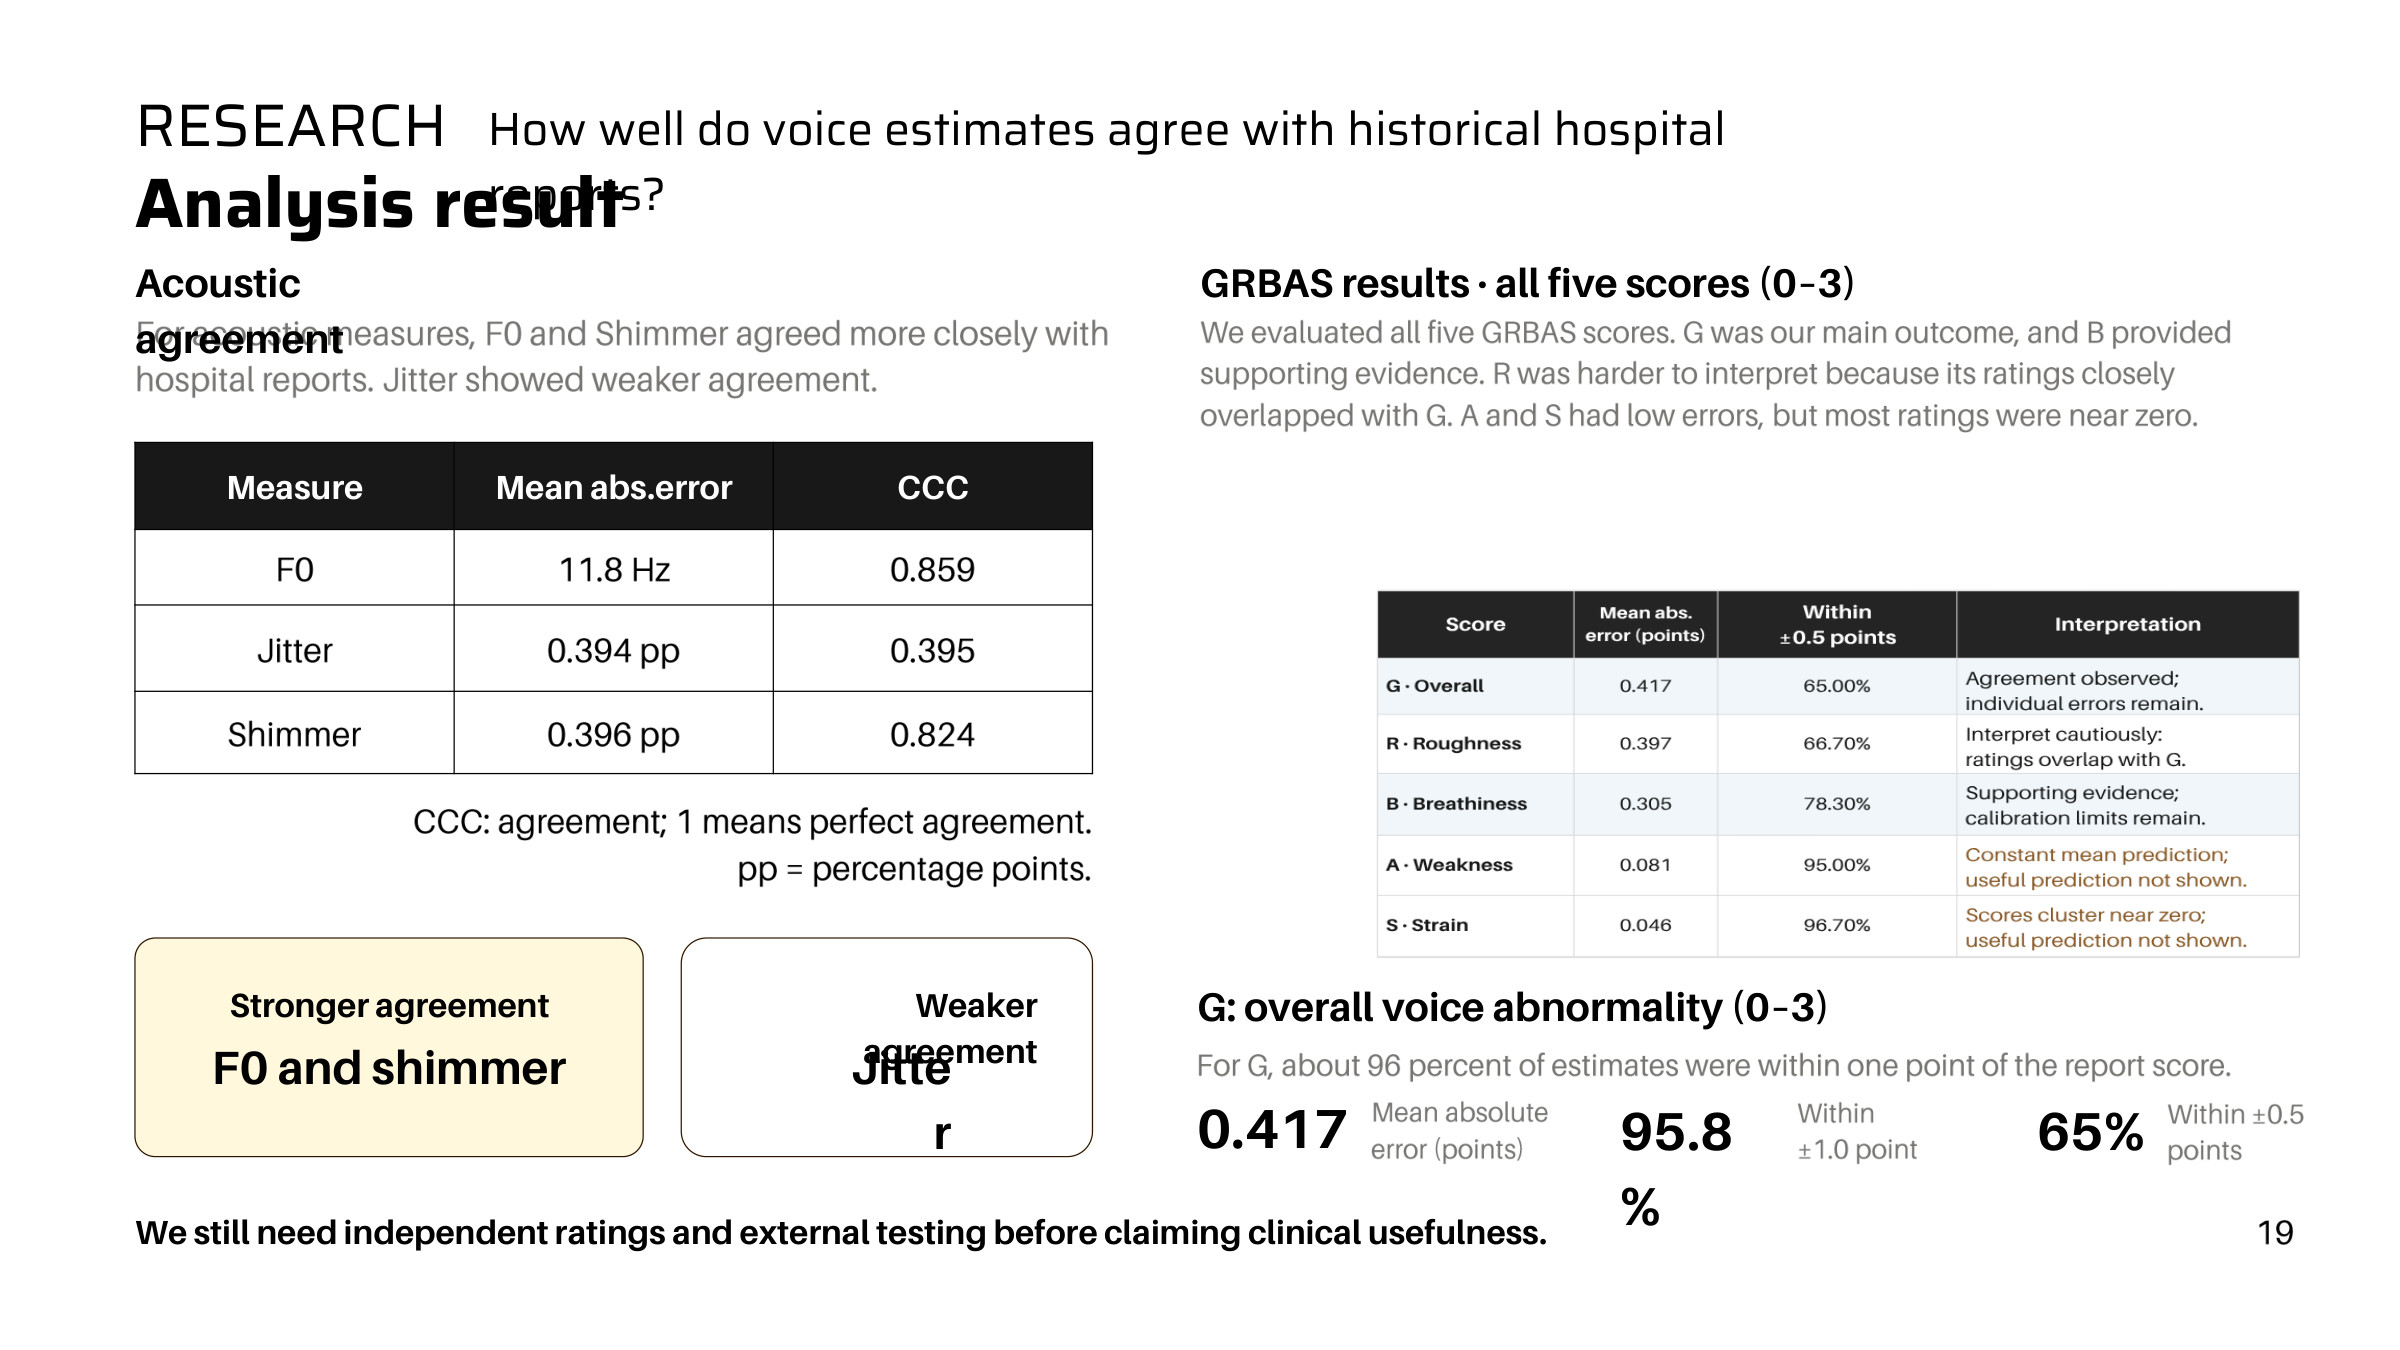 RESEARCH
How well do voice estimates agree with historical hospital
reports?
Analysis result
Acoustic
agreement
For acoustic measures, F0 and Shimmer agreed more closely with
hospital reports. Jitter showed weaker agreement.
Measure Mean abs.error CCC
F0 11.8 Hz 0.859
Jitter 0.394 pp 0.395
Shimmer 0.396 pp 0.824
CCC: agreement; 1 means perfect agreement.
pp = percentage points.
Stronger agreement
F0 and shimmer
Weaker
agreement
Jitte
r
GRBAS results · all five scores (0–3)
We evaluated all five GRBAS scores. G was our main outcome, and B provided
supporting evidence. R was harder to interpret because its ratings closely
overlapped with G. A and S had low errors, but most ratings were near zero.
Score
Mean abs.
error (points)
Within
±0.5 points
Interpretation
G · Overall 0.417 65.00%
Agreement observed;
individual errors remain.
R · Roughness 0.397 66.70%
Interpret cautiously:
ratings overlap with G.
B · Breathiness 0.305 78.30%
Supporting evidence;
calibration limits remain.
A · Weakness 0.081 95.00%
Constant mean prediction;
useful prediction not shown.
S · Strain 0.046 96.70%
Scores cluster near zero;
useful prediction not shown.
G: overall voice abnormality (0–3)
For G, about 96 percent of estimates were within one point of the report score.
0.417
Mean absolute
error (points)
95.8
%
Within
±1.0 point
65%
Within ±0.5
points
We still need independent ratings and external testing before claiming clinical usefulness.
19